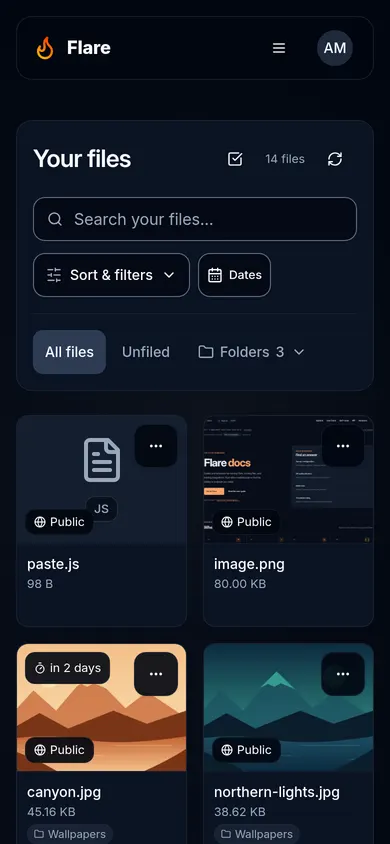 Flare
AM
Your files
14 files
Search your files...
Sort & filters
Dates
All files
Unfiled
Folders 3
JS
Public
paste.js
98 B
Flare docs
Public
image.png
80.00 KB
in 2 days
Public
canyon.jpg
45.16 KB
Wallpapers
Public
northern-lights.jpg
38.62 KB
Wallpapers